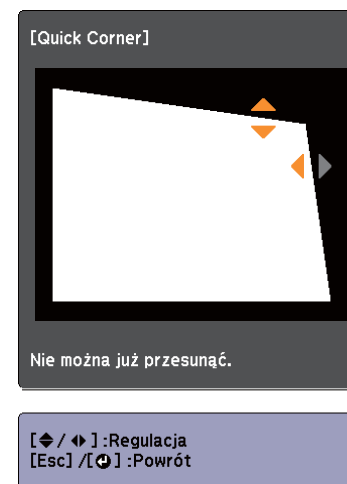 [Quick Corner]
Nie można już przesunąć.
[ / ] :Regulacja
[Esc] /[ ] :Powrót